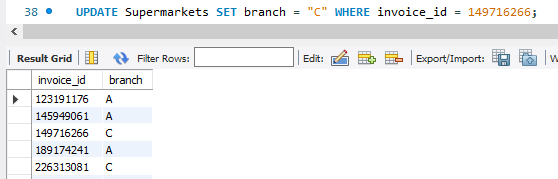 38 UPDATE Supermarkets SET branch = "C" WHERE invoice_id = 149716266;
Result Grid Filter Rows: Edit: Export/Import: W
invoice_id branch
123191176 A
145949061 A
149716266 C
189174241 A
226313081 C